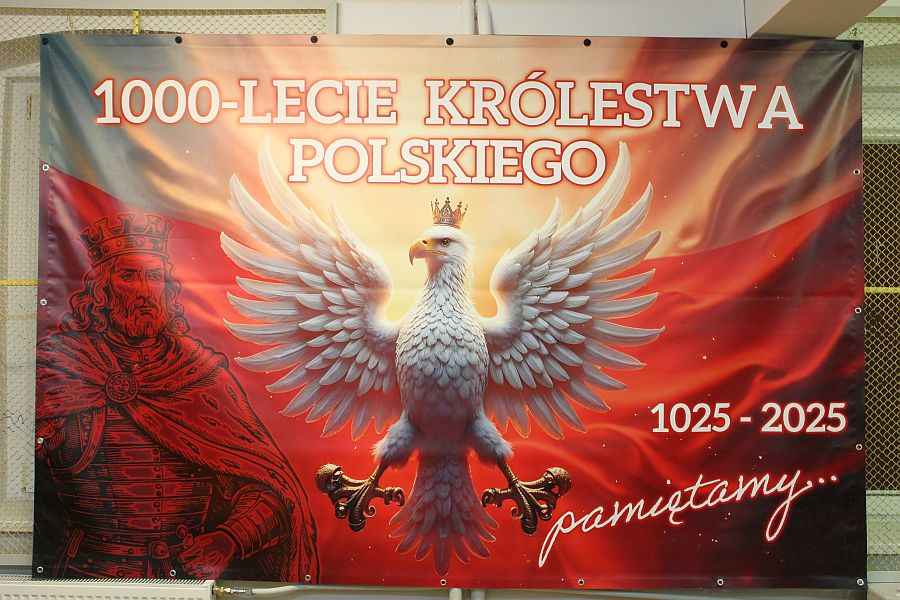 1000-LECIE KRÓLESTWA
POLSKIEGO
1025 - 2025
pamiętamy...